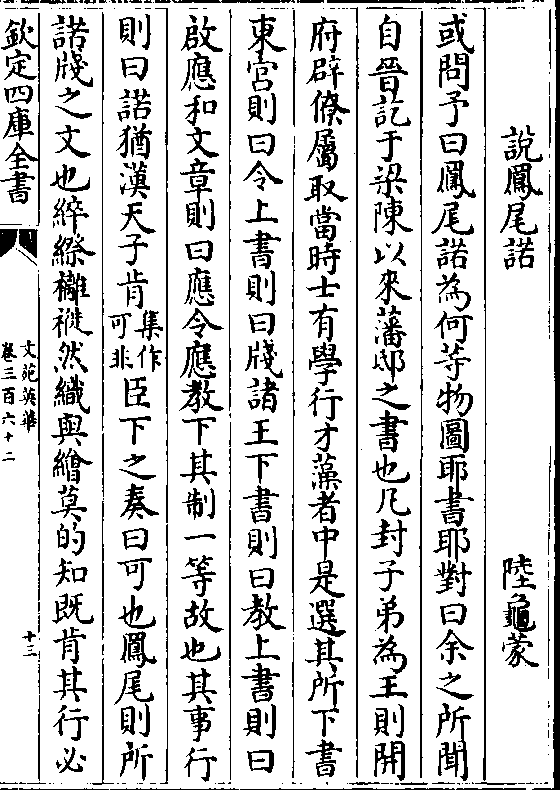 說鳳尾諾 陸龜蒙
或問予曰鳳尾諾為何等物圖耶書耶對曰余之所聞
自晉訖于梁陳以來藩邸之書也凡封子弟為王則開
府辟僚屬取當時士有學行才藻者中是選其所下書
東宫則曰令上書則曰牋諸王下書則曰教上書則曰
啟應和文章則曰應令應教下其制一等故也其事行
則曰諾猶漢天子肯集作可非臣下之奏曰可也鳳尾則所
諾牋之文也綷縩襹褷然織與繪莫的知既肯其行必
欽定四庫全書
文苑英華
卷三百六十二
十三